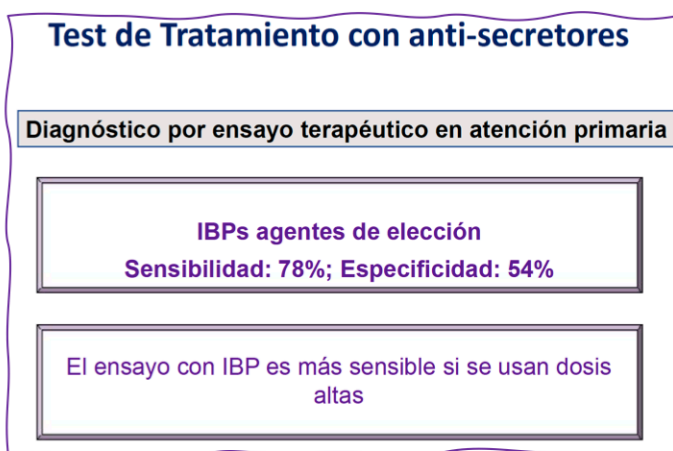 Test de Tratamiento con anti-secretores
Diagnóstico por ensayo terapéutico en atención primaria
IBPs agentes de elección
Sensibilidad: 78%; Especificidad: 54%
El ensayo con IBP es más sensible si se usan dosis
altas